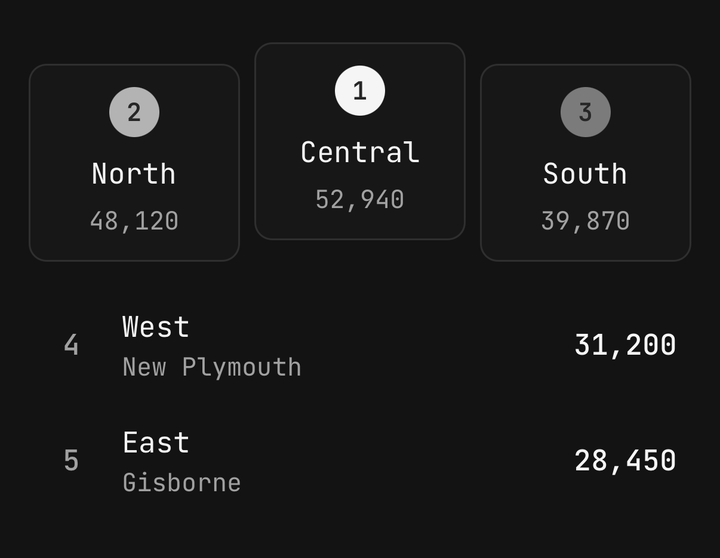 2
North
48,120
1
Central
52,940
3
South
39,870
4
West
New Plymouth
31,200
5
East
Gisborne
28,450